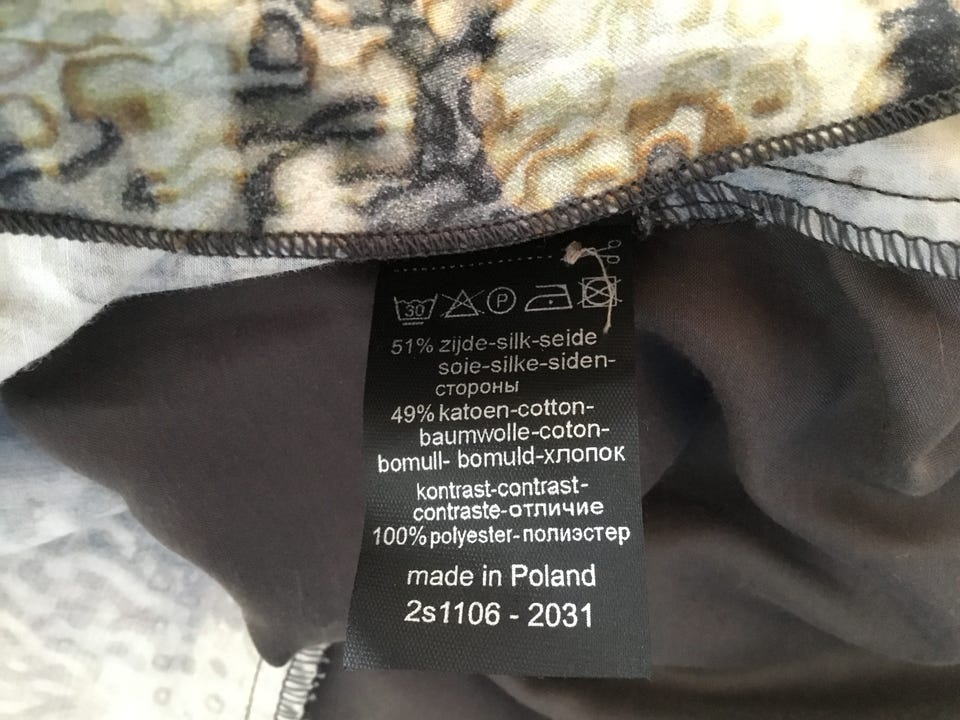 30 P
51% zijde-silk-seide
soie-silke-siden-
стороны
49% katoen-cotton-
baumwolle-coton-
bomull- bomuld-хлопок
kontrast-contrast-
contraste-отличие
100% polyester-полиэстер
made in Poland
2s1106 - 2031